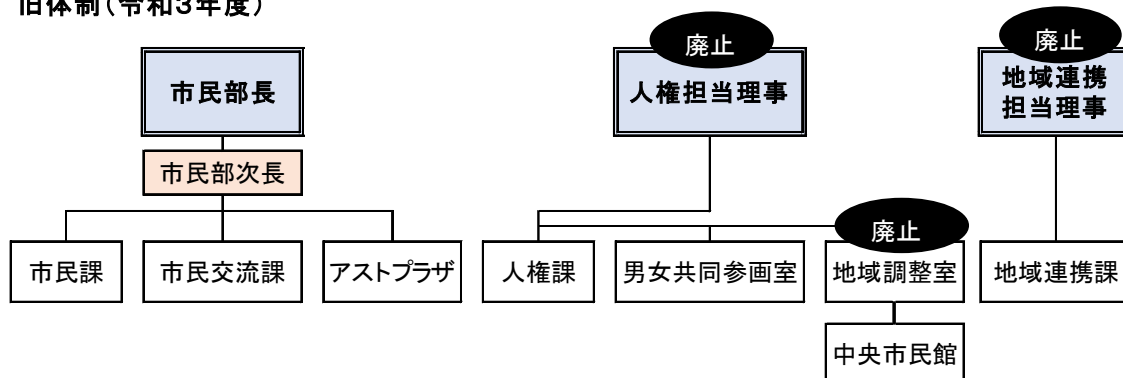 旧体制(令和3年度)
廃止
廃止
市民部長
人権担当理事
地域連携
担当理事
市民部次長
廃止
市民課
市民交流課
アストプラザ
人権課
男女共同参画室
地域調整室
地域連携課
中央市民館